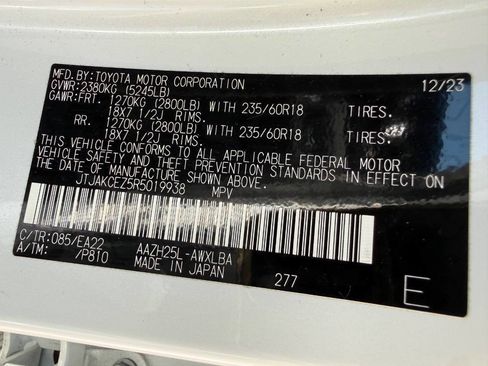 MFD.BY:TOYOTA MOTOR CORPORATION 12/23
GVWR:2380KG (5245LB)
GAWR:FRT. 1270KG (2800LB) WITH 235/60R18 TIRES.
18X7 1/2J RIMS.
RR. 1270KG (2800LB) WITH 235/60R18 TIRES.
18X7 1/2J RIMS.
THIS VEHICLE CONFORMS TO ALL APPLICABLE FEDERAL MOTOR
VEHICLE SAFETY AND THEFT PREVENTION STANDARDS IN EFFECT ON
THE DATE OF MANUFACTURE SHOWN ABOVE.
JTJAKCEZ5R5019938 MPV
C/TR:085/EA22 AAZH25L-AWXLBA
A/TM: /P810 MADE IN JAPAN 277 E